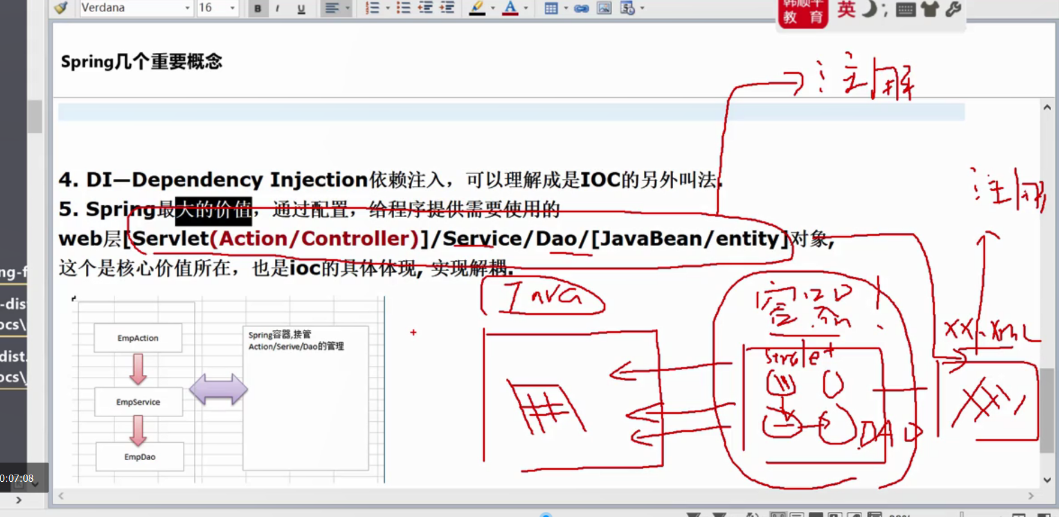 Verdana
16
B
I
U
A
韩顺平
教 育
英
Spring几个重要概念
注解
4. DI—Dependency Injection依赖注入，可以理解成是IOC的另外叫法.
5. Spring最大的价值，通过配置，给程序提供需要使用的
web层[Servlet(Action/Controller)]/Service/Dao/[JavaBean/entity]对象,
这个是核心价值所在，也是ioc的具体体现, 实现解耦.
注解
JAVA
容器
xx.xml
Servlet
DAO
EmpAction
EmpService
EmpDao
Spring容器,接管
Action/Serive/Dao的管理
ng-f
-dist
ocs\
dist.
ocs\
0:07:08